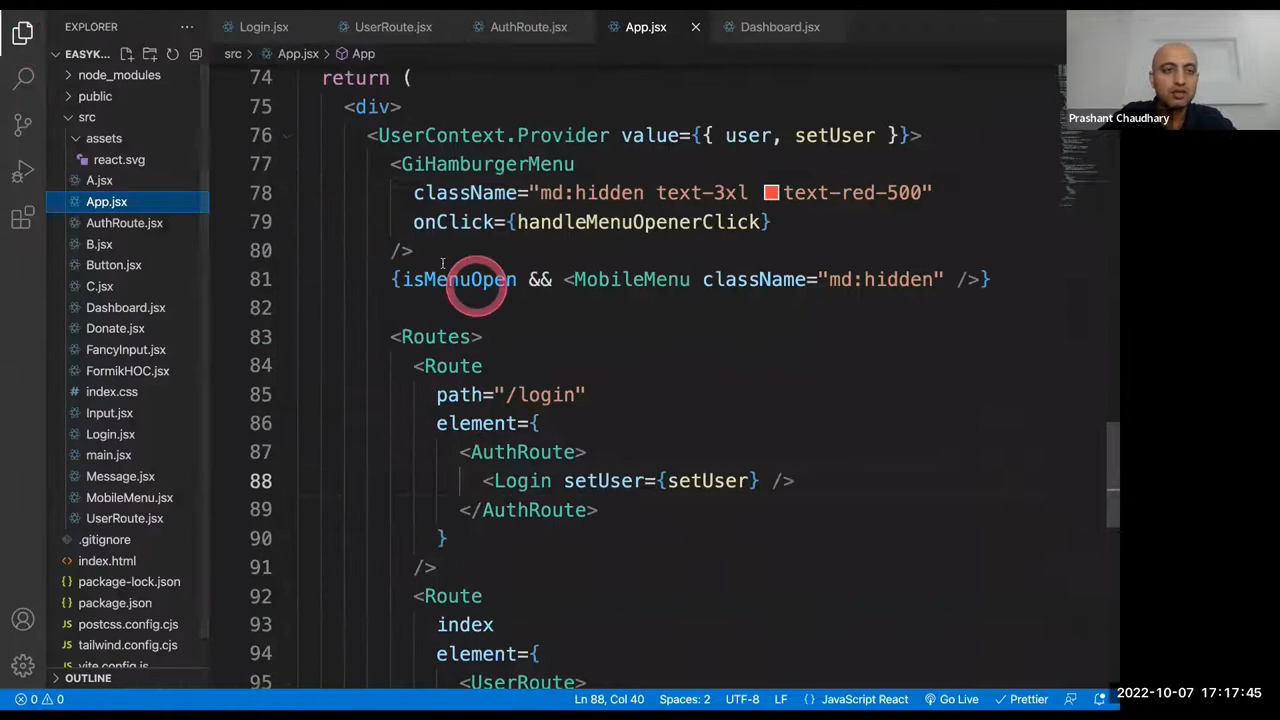 EXPLORER
Login.jsx
UserRoute.jsx
AuthRoute.jsx
App.jsx
Dashboard.jsx
EASYK...
src > App.jsx > App
node_modules
public
src
assets
react.svg
A.jsx
App.jsx
AuthRoute.jsx
B.jsx
Button.jsx
C.jsx
Dashboard.jsx
Donate.jsx
FancyInput.jsx
FormikHOC.jsx
index.css
Input.jsx
Login.jsx
main.jsx
Message.jsx
MobileMenu.jsx
UserRoute.jsx
.gitignore
index.html
package-lock.json
package.json
postcss.config.cjs
tailwind.config.cjs
vite.config.js
OUTLINE
74 return (
75 <div>
76 <UserContext.Provider value={{ user, setUser }}>
77 <GiHamburgerMenu
78 className="md:hidden text-3xl text-red-500"
79 onClick={handleMenuOpenerClick}
80 />
81 {isMenuOpen && <MobileMenu className="md:hidden" />}
82
83 <Routes>
84 <Route
85 path="/login"
86 element={
87 <AuthRoute>
88 <Login setUser={setUser} />
89 </AuthRoute>
90 }
91 />
92 <Route
93 index
94 element={
95 <UserRoute>
Prashant Chaudhary
0 0
Ln 88, Col 40
Spaces: 2
UTF-8
LF
{ } JavaScript React
Go Live
Prettier
2022-10-07 17:17:45